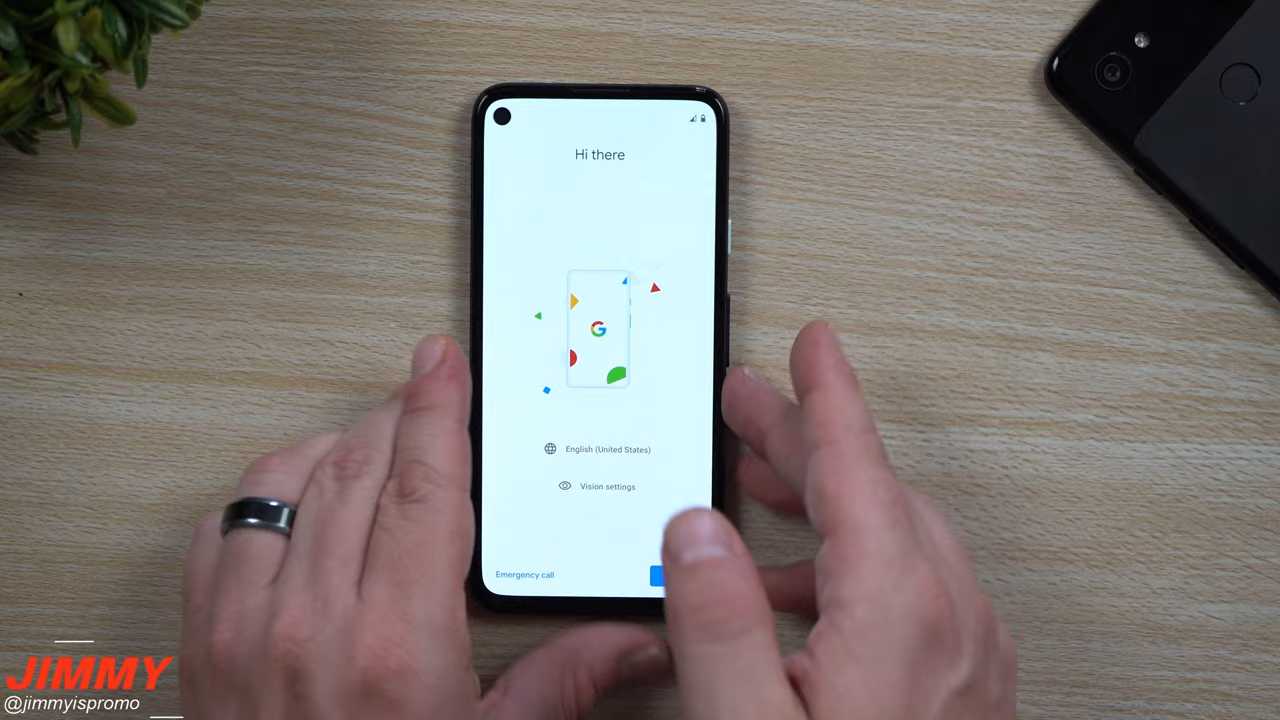 Hi there
G
English (United States)
Vision settings
Emergency call
JIMMY
@jimmyispromo